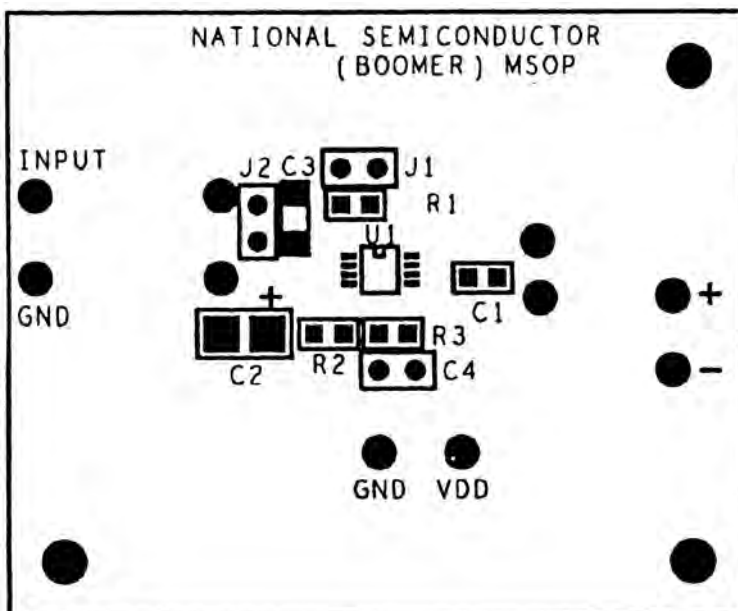 NATIONAL SEMICONDUCTOR
(BOOMER) MSOP
INPUT
J2 C3 J1
R1
U1
GND
+
C1
+
C2
R2
R3
C4
-
GND VDD